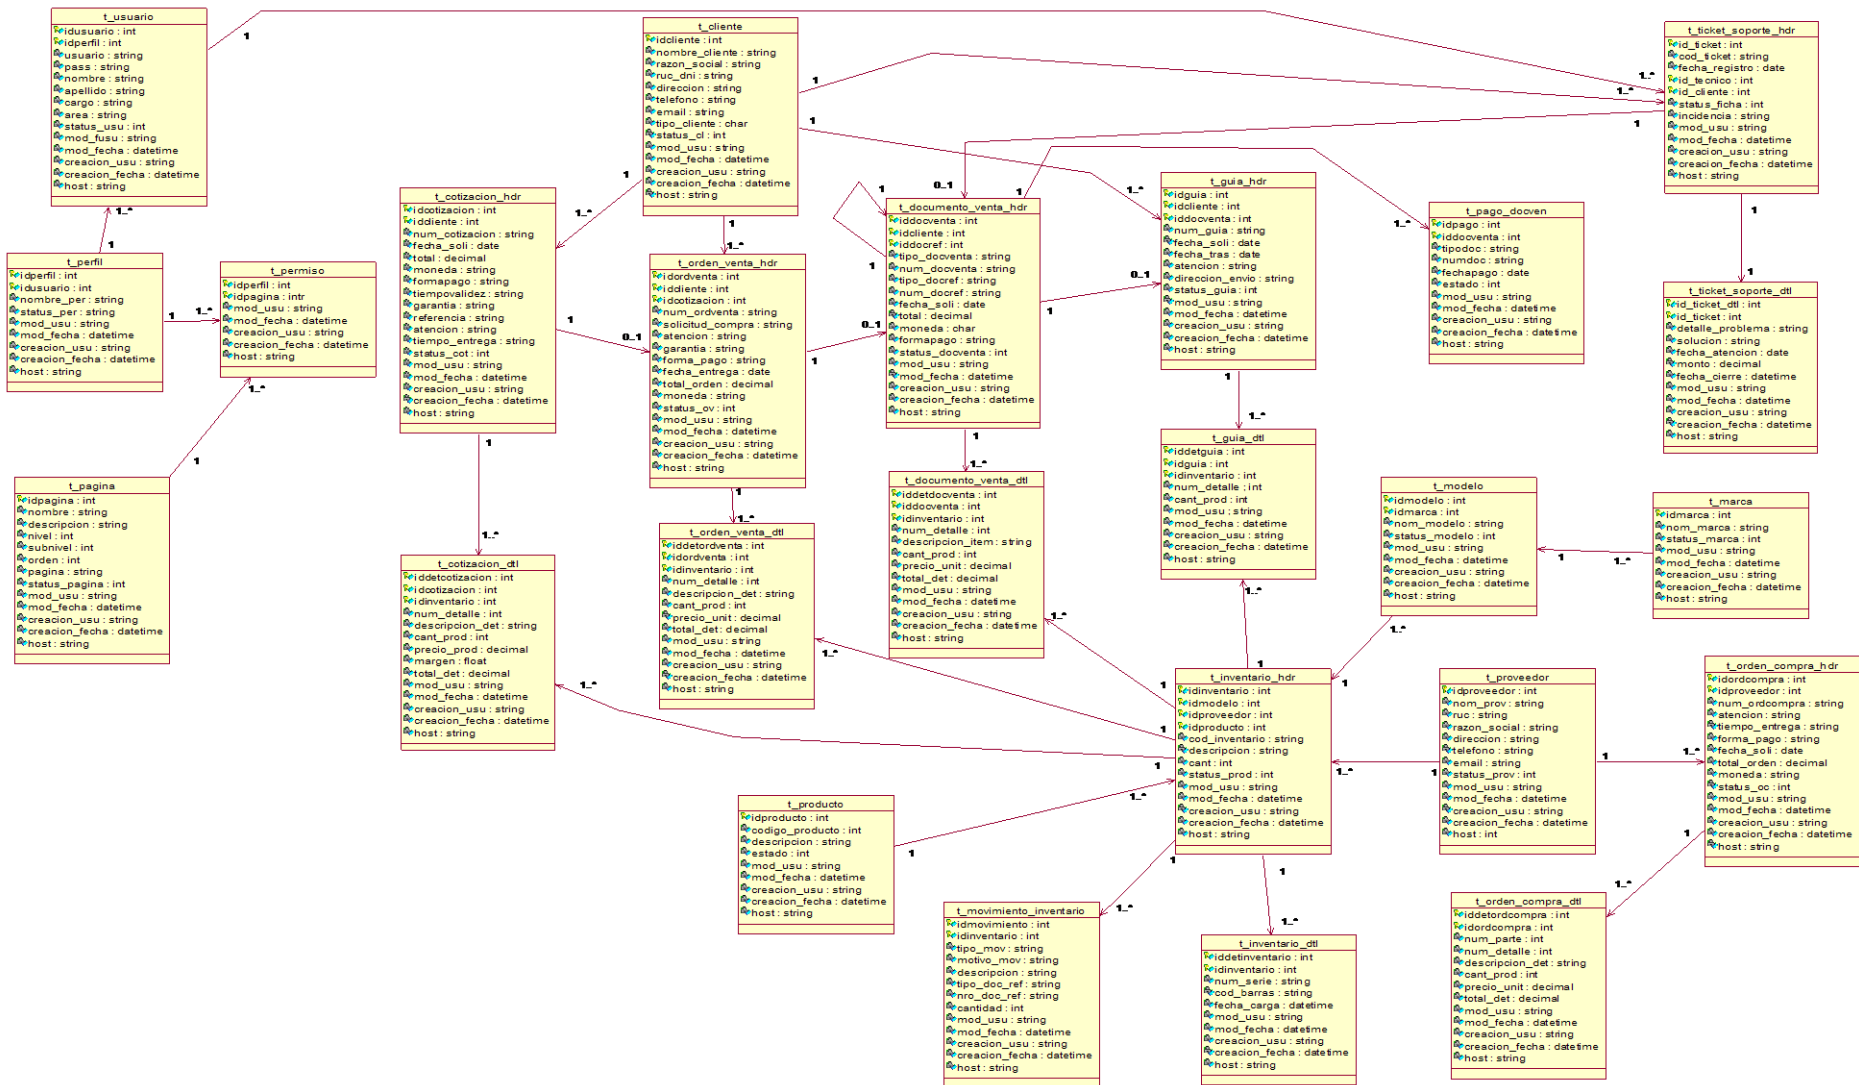 t_usuario
idusuario : int
idperfil : int
usuario : string
pass : string
nombre : string
apellido : string
cargo : string
area : string
status_usu : int
mod_fusu : string
mod_fecha : datetime
creacion_usu : string
creacion_fecha : datetime
host : string
t_cliente
idcliente : int
nombre_cliente : string
razon_social : string
ruc_dni : string
direccion : string
telefono : string
email : string
tipo_cliente : char
status_cl : int
mod_usu : string
mod_fecha : datetime
creacion_usu : string
creacion_fecha : datetime
host : string
t_ticket_soporte_hdr
id_ticket : int
cod_ticket : string
fecha_registro : date
id_tecnico : int
id_cliente : int
status_ficha : int
incidencia : string
mod_usu : string
mod_fecha : datetime
creacion_usu : string
creacion_fecha : datetime
host : string
t_perfil
idperfil : int
idusuario : int
nombre_per : string
status_per : string
mod_usu : string
mod_fecha : datetime
creacion_usu : string
creacion_fecha : datetime
host : string
t_permiso
idperfil : int
idpagina : intr
mod_usu : string
mod_fecha : datetime
creacion_usu : string
creacion_fecha : datetime
host : string
t_cotizacion_hdr
idcotizacion : int
idcliente : int
num_cotizacion : string
fecha_soli : date
total : decimal
moneda : string
formapago : string
tiempovalidez : string
garantia : string
referencia : string
atencion : string
tiempo_entrega : string
status_cot : int
mod_usu : string
mod_fecha : datetime
creacion_usu : string
creacion_fecha : datetime
host : string
t_orden_venta_hdr
idordventa : int
idcliente : int
idcotizacion : int
num_ordventa : string
solicitud_compra : string
atencion : string
garantia : string
forma_pago : string
fecha_entrega : date
total_orden : decimal
moneda : string
status_ov : int
mod_usu : string
mod_fecha : datetime
creacion_usu : string
creacion_fecha : datetime
host : string
t_documento_venta_hdr
iddocventa : int
idcliente : int
iddocref : int
tipo_docventa : string
num_docventa : string
tipo_docref : string
num_docref : string
fecha_soli : date
total : decimal
moneda : char
formapago : string
status_docventa : int
mod_usu : string
mod_fecha : datetime
creacion_usu : string
creacion_fecha : datetime
host : string
t_guia_hdr
idguia : int
idcliente : int
iddocventa : int
num_guia : string
fecha_soli : date
fecha_tras : date
atencion : string
direccion_envio : string
status_guia : int
mod_usu : string
mod_fecha : datetime
creacion_usu : string
creacion_fecha : datetime
host : string
t_pago_docven
idpago : int
iddocventa : int
tipodoc : string
numdoc : string
fechapago : date
estado : int
mod_usu : string
mod_fecha : datetime
creacion_usu : string
creacion_fecha : datetime
host : string
t_ticket_soporte_dtl
id_ticket_dtl : int
id_ticket : int
detalle_problema : string
solucion : string
fecha_atencion : date
monto : decimal
fecha_cierre : date
mod_usu : string
mod_fecha : datetime
creacion_usu : string
creacion_fecha : datetime
host : string
t_pagina
idpagina : int
nombre : string
descripcion : string
nivel : int
subnivel : int
orden : int
pagina : string
status_pagina : int
mod_usu : string
mod_fecha : datetime
creacion_usu : string
creacion_fecha : datetime
host : string
t_cotizacion_dtl
iddetcotizacion : int
idcotizacion : int
idinventario : int
num_detalle : int
descripcion_det : string
cant_prod : int
precio_prod : decimal
margen : float
total_det : decimal
mod_usu : string
mod_fecha : datetime
creacion_usu : string
creacion_fecha : datetime
host : string
t_orden_venta_dtl
iddetordventa : int
idordventa : int
idinventario : int
num_detalle : int
descripcion_det : string
cant_prod : int
precio_unit : decimal
total_det : decimal
mod_usu : string
mod_fecha : datetime
creacion_usu : string
creacion_fecha : datetime
host : string
t_documento_venta_dtl
iddetdocventa : int
iddocventa : int
idinventario : int
num_detalle : int
descripcion_item : string
cant_prod : int
precio_unit : decimal
total_det : decimal
mod_usu : string
mod_fecha : datetime
creacion_usu : string
creacion_fecha : datetime
host : string
t_guia_dtl
iddetguia : int
idguia : int
idinventario : int
num_detalle : int
cant_prod : int
mod_usu : string
mod_fecha : datetime
creacion_usu : string
creacion_fecha : datetime
host : string
t_modelo
idmodelo : int
idmarca : int
nom_modelo : string
status_modelo : int
mod_usu : string
mod_fecha : datetime
creacion_usu : string
creacion_fecha : datetime
host : string
t_marca
idmarca : int
nom_marca : string
status_marca : int
mod_usu : string
mod_fecha : datetime
creacion_usu : string
creacion_fecha : datetime
host : string
t_inventario_hdr
idinventario : int
idmodelo : int
idproveedor : int
idproducto : int
cod_inventario : string
descripcion : string
cant : int
status_prod : int
mod_usu : string
mod_fecha : datetime
creacion_usu : string
creacion_fecha : datetime
host : string
t_proveedor
idproveedor : int
nom_prov : string
ruc : string
razon_social : string
direccion : string
telefono : string
email : string
status_prov : int
mod_usu : string
mod_fecha : datetime
creacion_usu : string
creacion_fecha : datetime
host : int
t_orden_compra_hdr
idordcompra : int
idproveedor : int
num_ordcompra : string
atencion : string
tiempo_entrega : string
forma_pago : string
fecha_soli : date
total_orden : decimal
moneda : string
status_oc : int
mod_usu : string
mod_fecha : datetime
creacion_usu : string
creacion_fecha : datetime
host : string
t_producto
idproducto : int
codigo_producto : int
descripcion : string
estado : int
mod_usu : string
mod_fecha : datetime
creacion_usu : string
creacion_fecha : datetime
host : string
t_movimiento_inventario
idmovimiento : int
idinventario : int
tipo_mov : string
motivo_mov : string
descripcion : string
tipo_doc_ref : string
nro_doc_ref : string
cantidad : int
mod_usu : string
mod_fecha : datetime
creacion_usu : string
creacion_fecha : datetime
host : string
t_inventario_dtl
iddetinventario : int
idinventario : int
num_serie : string
cod_barras : string
fecha_carga : datetime
mod_usu : string
mod_fecha : datetime
creacion_usu : string
creacion_fecha : datetime
host : string
t_orden_compra_dtl
iddetordcompra : int
idordcompra : int
num_parte : int
num_detalle : int
descripcion_det : string
cant_prod : int
precio_unit : decimal
total_det : decimal
mod_usu : string
mod_fecha : datetime
creacion_usu : string
creacion_fecha : datetime
host : string